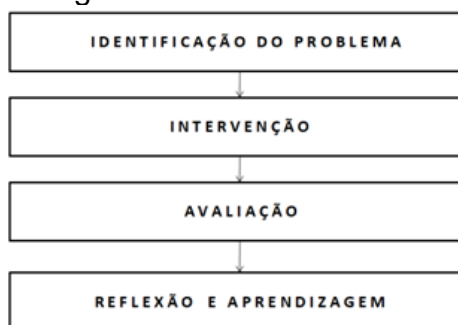 IDENTIFICAÇÃO DO PROBLEMA
INTERVENÇÃO
AVALIAÇÃO
REFLEXÃO E APRENDIZAGEM